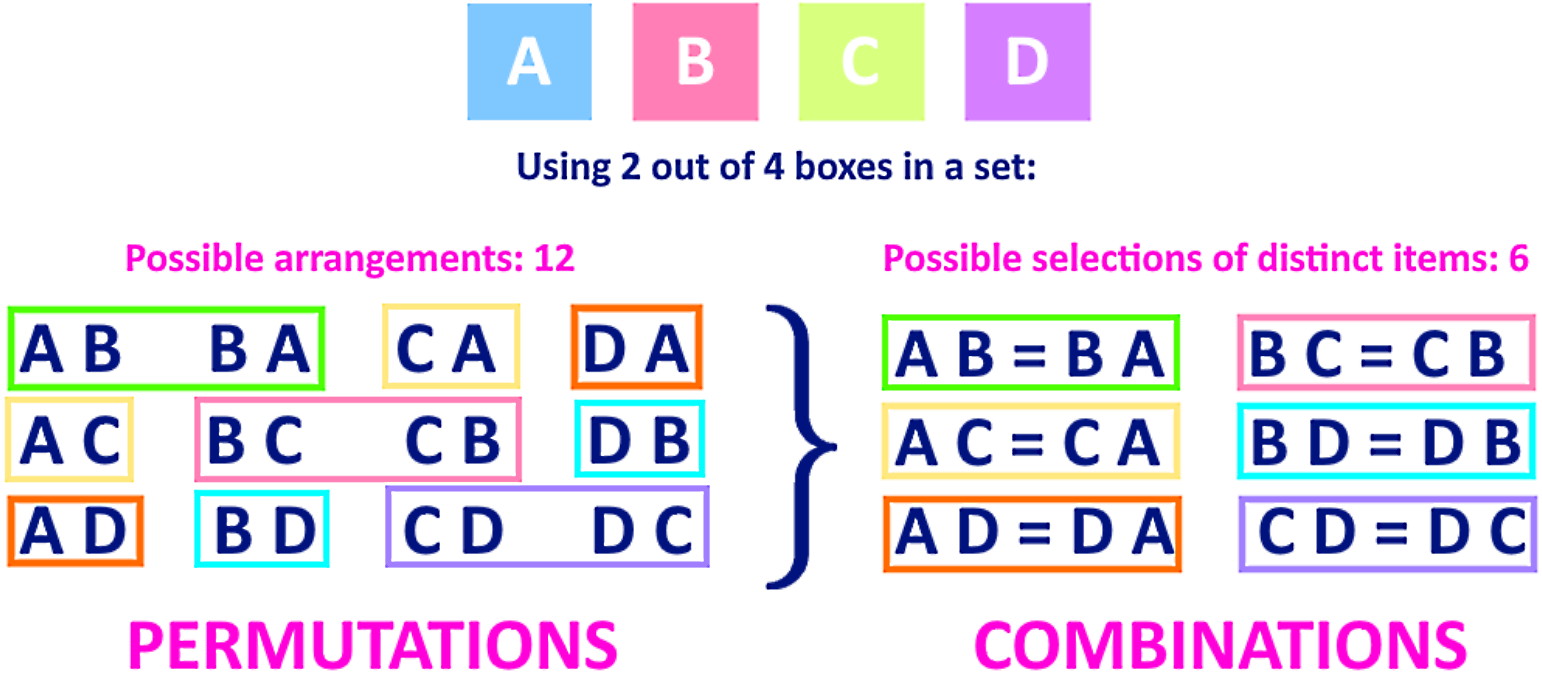 A B C D
Using 2 out of 4 boxes in a set:
Possible arrangements: 12
A B B A C A D A
A C B C C B D B
A D B D C D D C
PERMUTATIONS
Possible selections of distinct items: 6
A B = B A B C = C B
A C = C A B D = D B
A D = D A C D = D C
COMBINATIONS